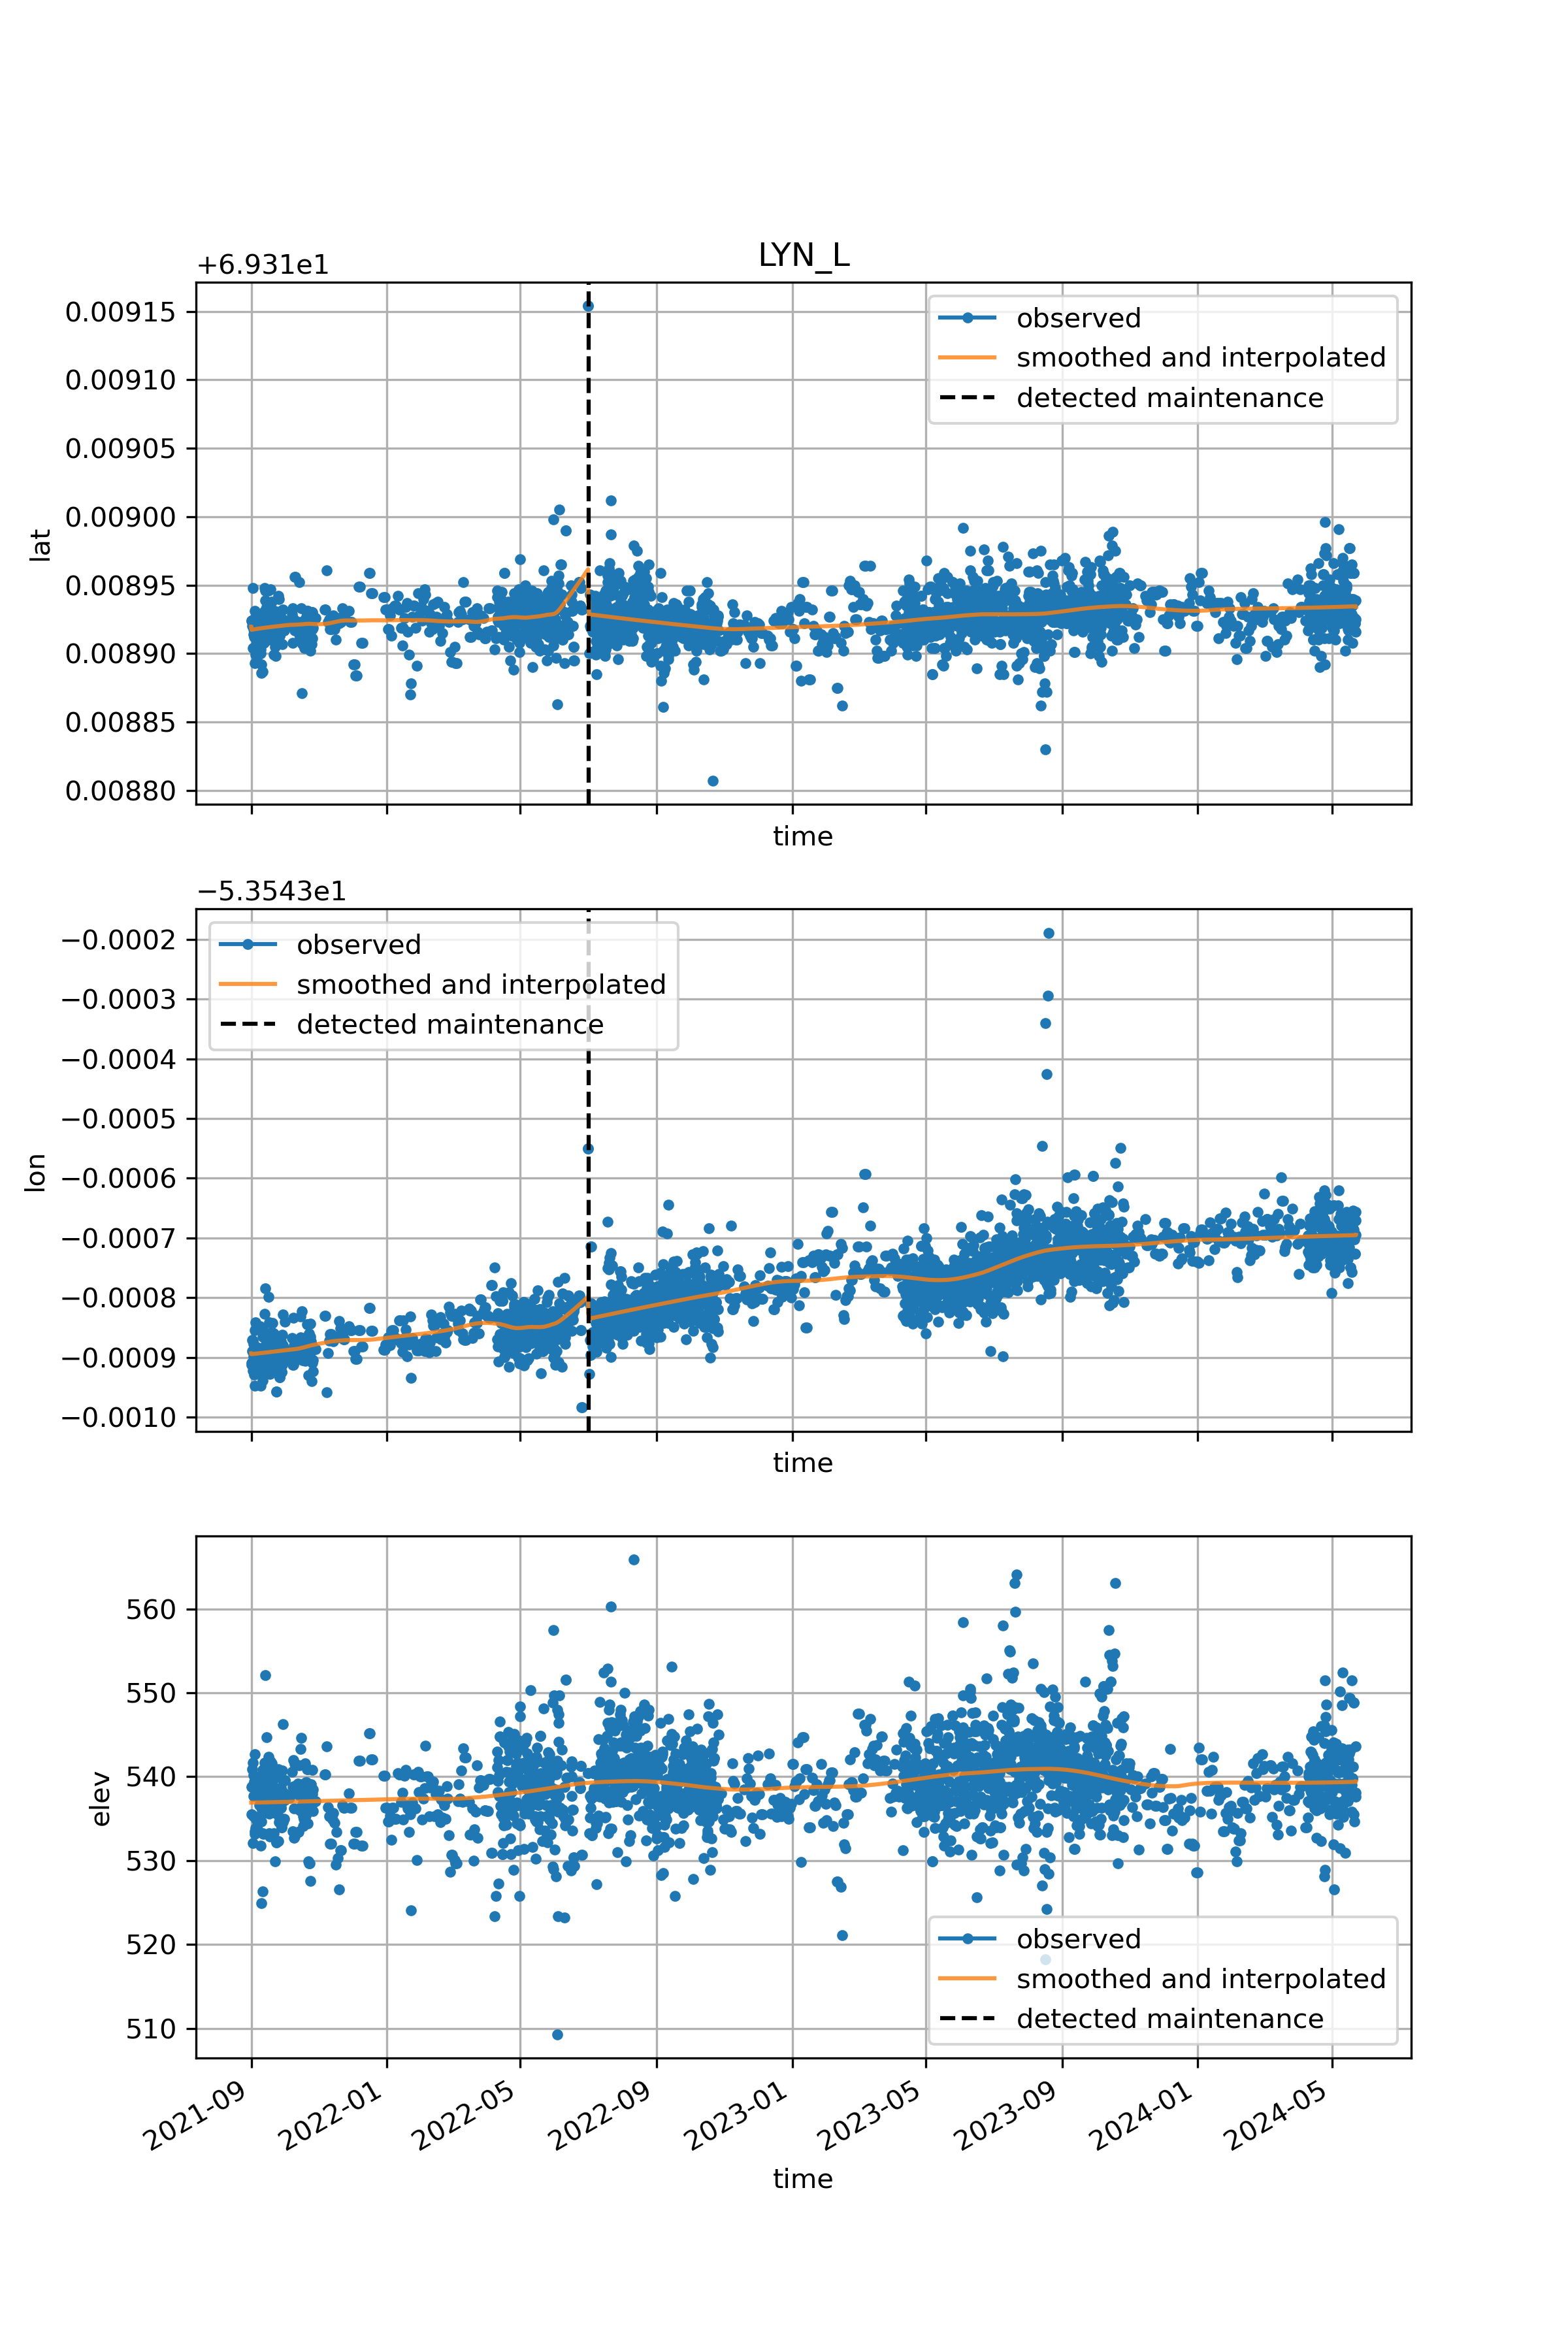 LYN_L
+6.931e1
0.00915
0.00910
0.00905
0.00900
0.00895
0.00890
0.00885
0.00880
lat
observed
smoothed and interpolated
detected maintenance
time
−5.3543e1
−0.0002
−0.0003
−0.0004
−0.0005
−0.0006
−0.0007
−0.0008
−0.0009
−0.0010
lon
observed
smoothed and interpolated
detected maintenance
time
560
550
540
530
520
510
elev
observed
smoothed and interpolated
detected maintenance
2021-09
2022-01
2022-05
2022-09
2023-01
2023-05
2023-09
2024-01
2024-05
time